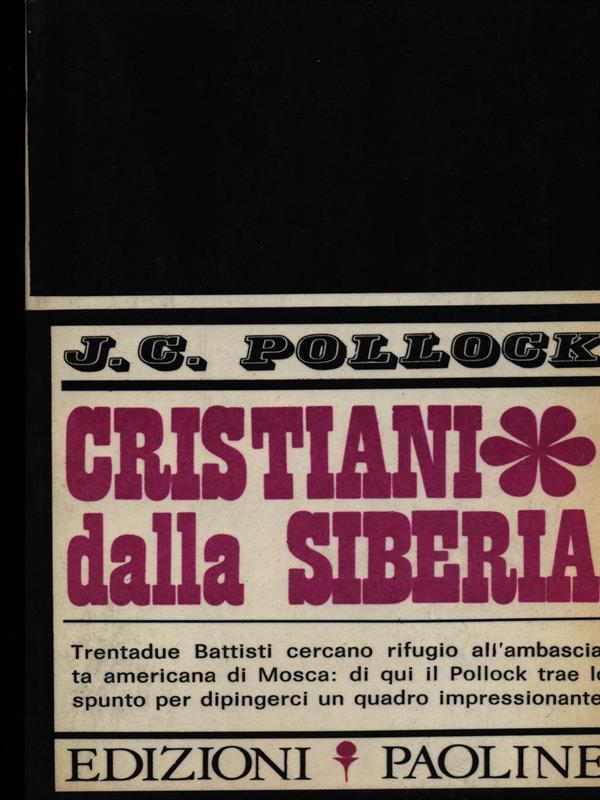 J. C. POLLOCK
CRISTIANI
dalla SIBERIA
Trentadue Battisti cercano rifugio all'ambascia
ta americana di Mosca: di qui il Pollock trae lo
spunto per dipingerci un quadro impressionante
EDIZIONI PAOLINE